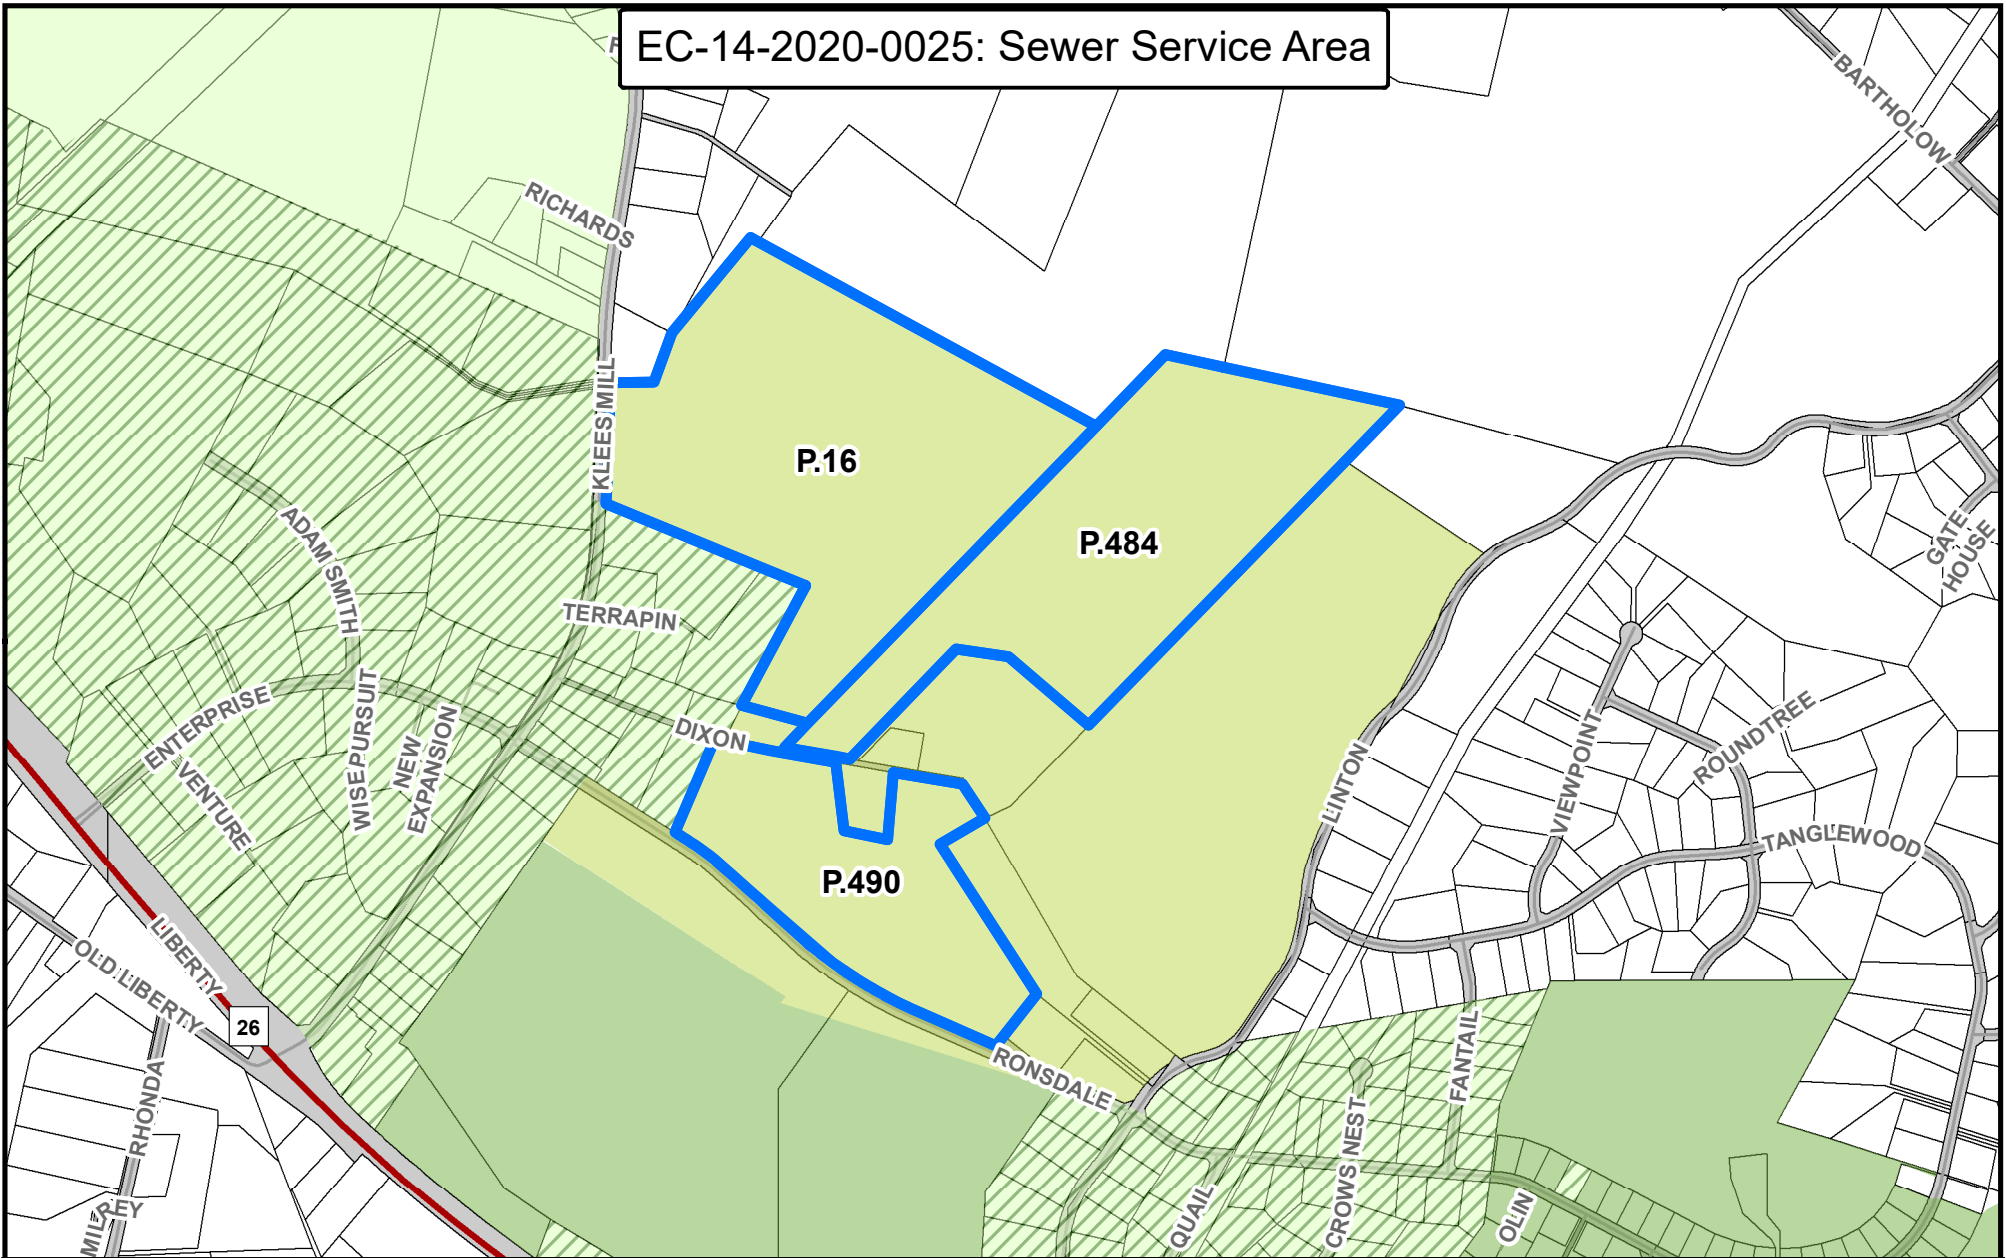 EC-14-2020-0025: Sewer Service Area
BARTHOLOW
RICHARDS
KLEES MILL
P.16
P.484
GATE
HOUSE
ADAM SMITH
TERRAPIN
ENTERPRISE
WISEPURSUIT
NEW
EXPANSION
VENTURE
DIXON
LINTON
VIEWPOINT
ROUNDTREE
TANGLEWOOD
P.490
LIBERTY
OLD LIBERTY
26
RONSDALE
FANTAIL
RHONDA
CROWS NEST
QUAIL
OLIN
MILREY